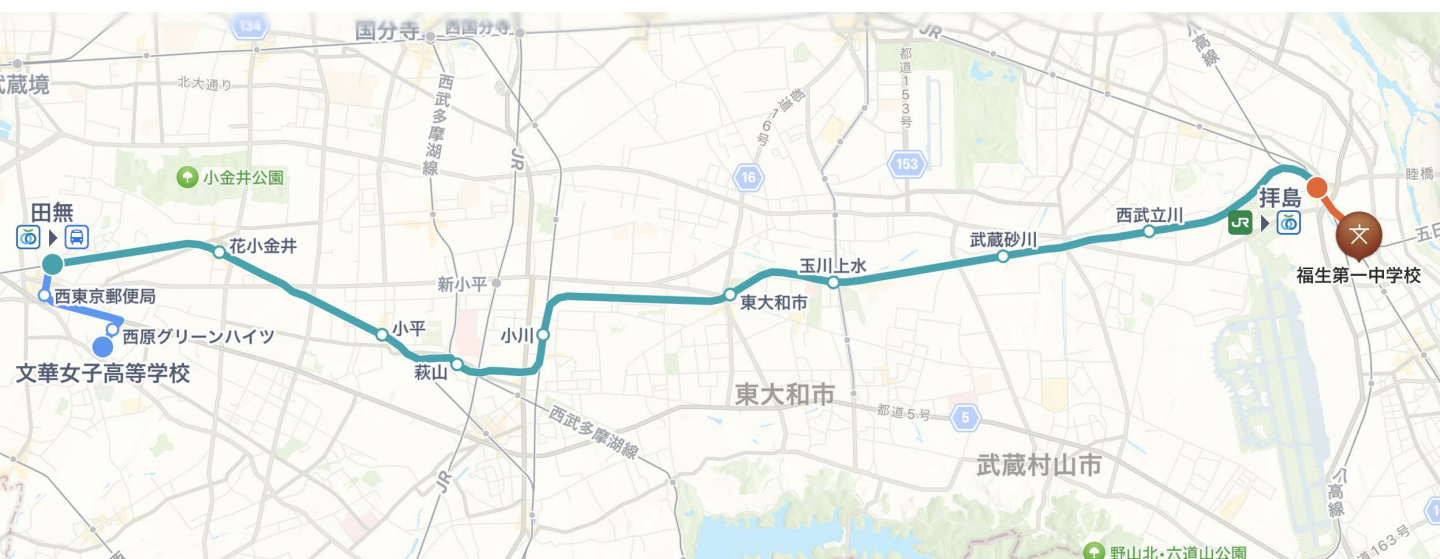 134
国分寺
西国分寺
JR
八高線
武蔵境
北大通り
西武多摩湖線
都道16号
都道153号
JR
小金井公園
16
153
睦橋
田無
拝島
JR
西武立川
花小金井
武蔵砂川
文
五日
玉川上水
福生第一中学校
新小平
西東京郵便局
東大和市
小平
小川
西原グリーンハイツ
文華女子高等学校
萩山
東大和市
都道5号
5
西武多摩湖線
武蔵村山市
JR
八高線
163号
野山北・六道山公園